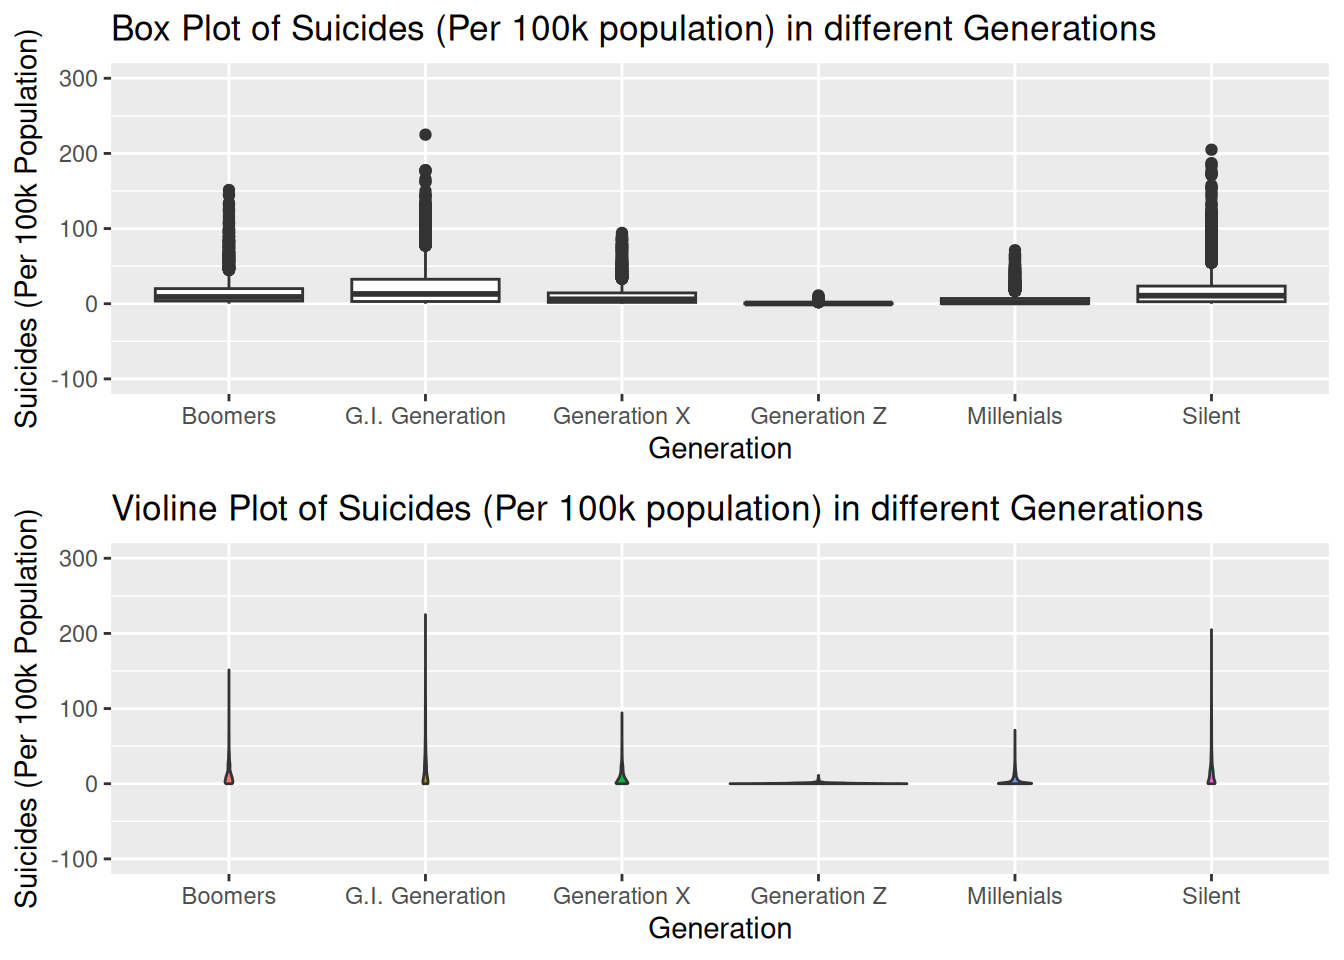 Box Plot of Suicides (Per 100k population) in different Generations
Suicides (Per 100k Population)
300
200
100
0
-100
Boomers G.I. Generation Generation X Generation Z Millenials Silent
Generation
Violine Plot of Suicides (Per 100k population) in different Generations
Suicides (Per 100k Population)
300
200
100
0
-100
Boomers G.I. Generation Generation X Generation Z Millenials Silent
Generation